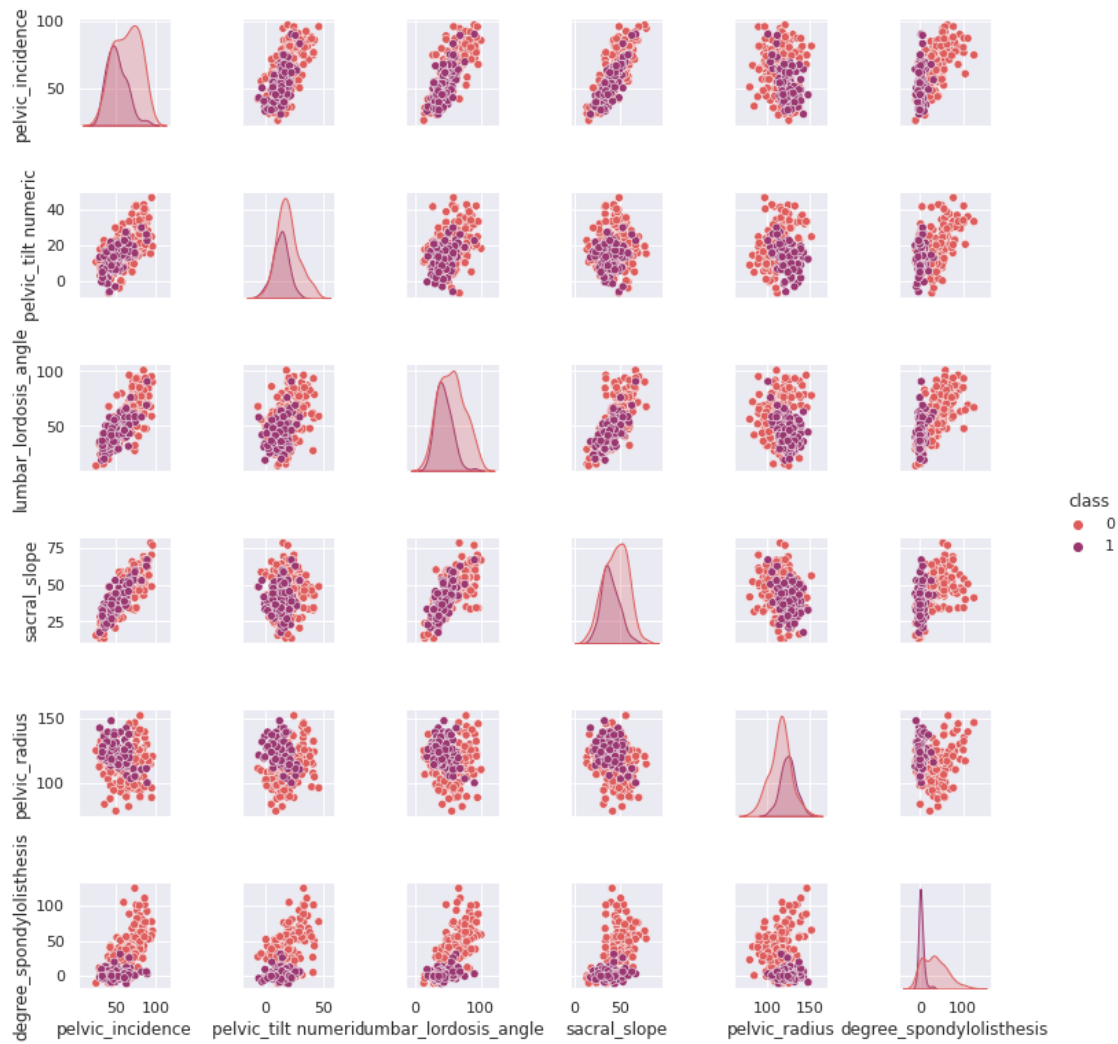 pelvic_incidence
100
50
pelvic_tilt numeric
40
20
0
lumbar_lordosis_angle
100
50
class
0
1
sacral_slope
75
50
25
pelvic_radius
150
100
degree_spondylolisthesis
100
50
0
50 100
0 50
0 100
0 50
100 150
0 100
pelvic_incidence
pelvic_tilt numeric
lumbar_lordosis_angle
sacral_slope
pelvic_radius
degree_spondylolisthesis